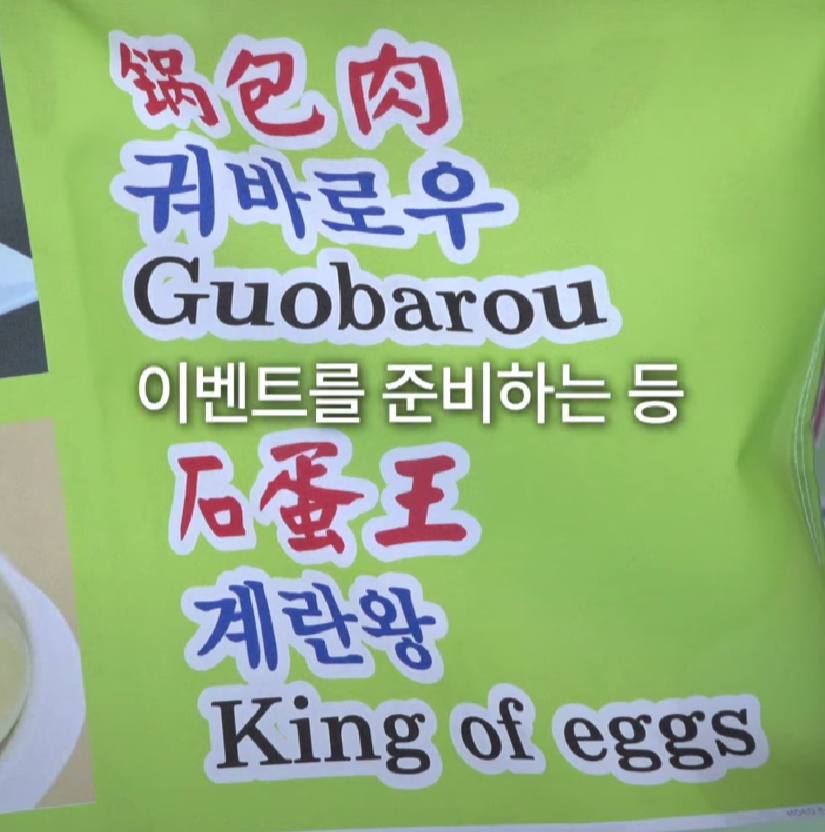 锅包肉
궈바로우
Guobarou
이벤트를 준비하는 등
石蛋王
계란왕
King of eggs